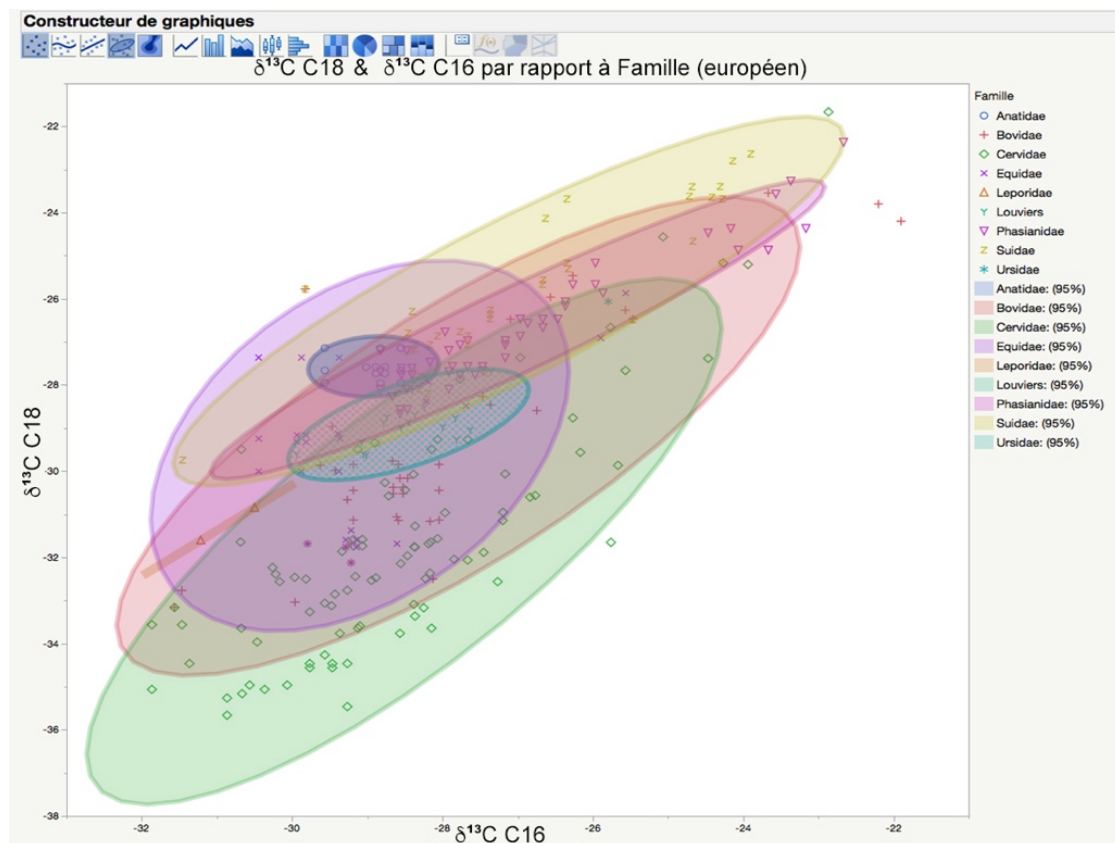 Constructeur de graphiques
δ¹³C C18 & δ¹³C C16 par rapport à Famille (européen)
Famille
Anatidae
Bovidae
Cervidae
Equidae
Leporidae
Louviers
Phasianidae
Suidae
Ursidae
Anatidae: (95%)
Bovidae: (95%)
Cervidae: (95%)
Equidae: (95%)
Leporidae: (95%)
Louviers: (95%)
Phasianidae: (95%)
Suidae: (95%)
Ursidae: (95%)
-22
-24
-26
-28
-30
-32
-34
-36
-38
δ¹³C C18
-32
-30
-28
-26
-24
-22
δ¹³C C16